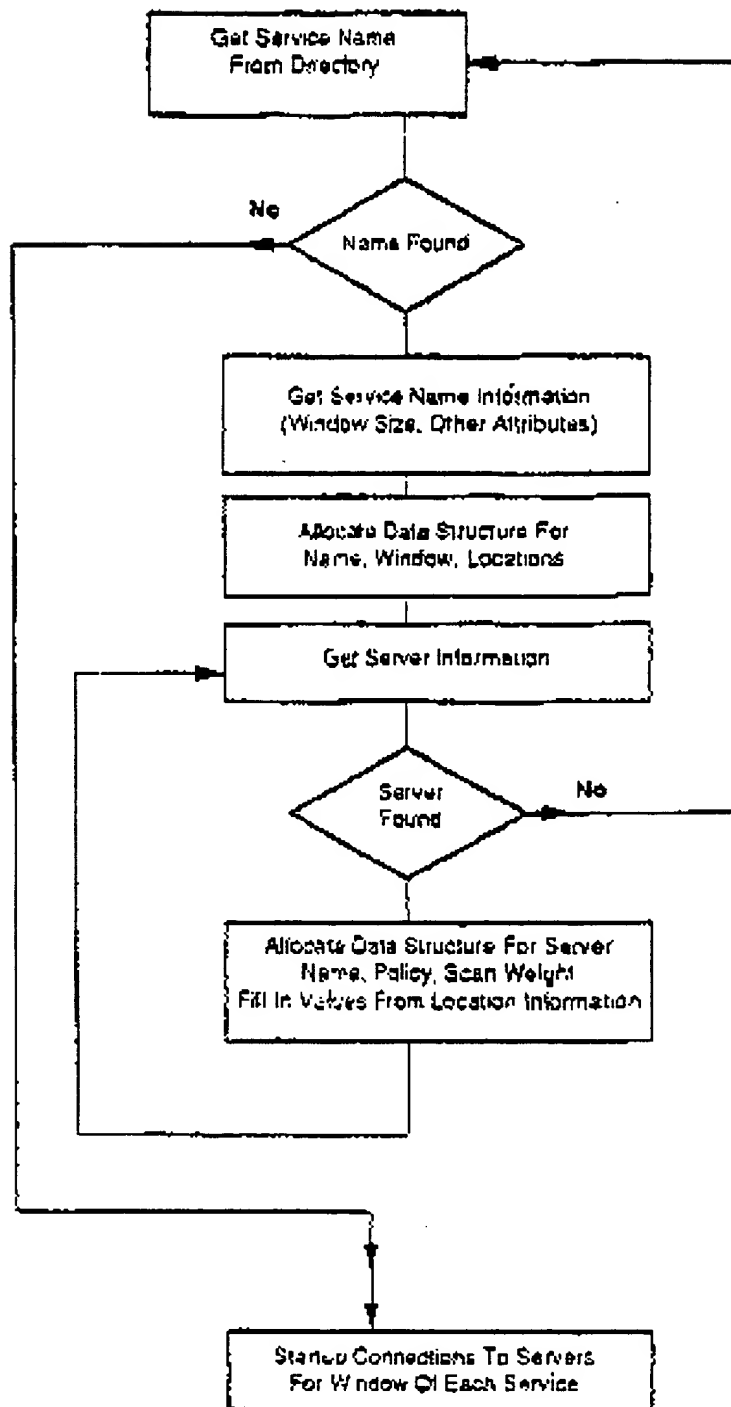 Get Service Name
From Directory
No
Name Found
Get Service Name Information
(Window Size, Other Attributes)
Allocate Data Structure For
Name, Window, Locations
Get Server Information
Server
Found
No
Allocate Data Structure For Server
Name, Policy, Scan Weight
Fill In Values From Location Information
Startup Connections To Servers
For Window Of Each Service